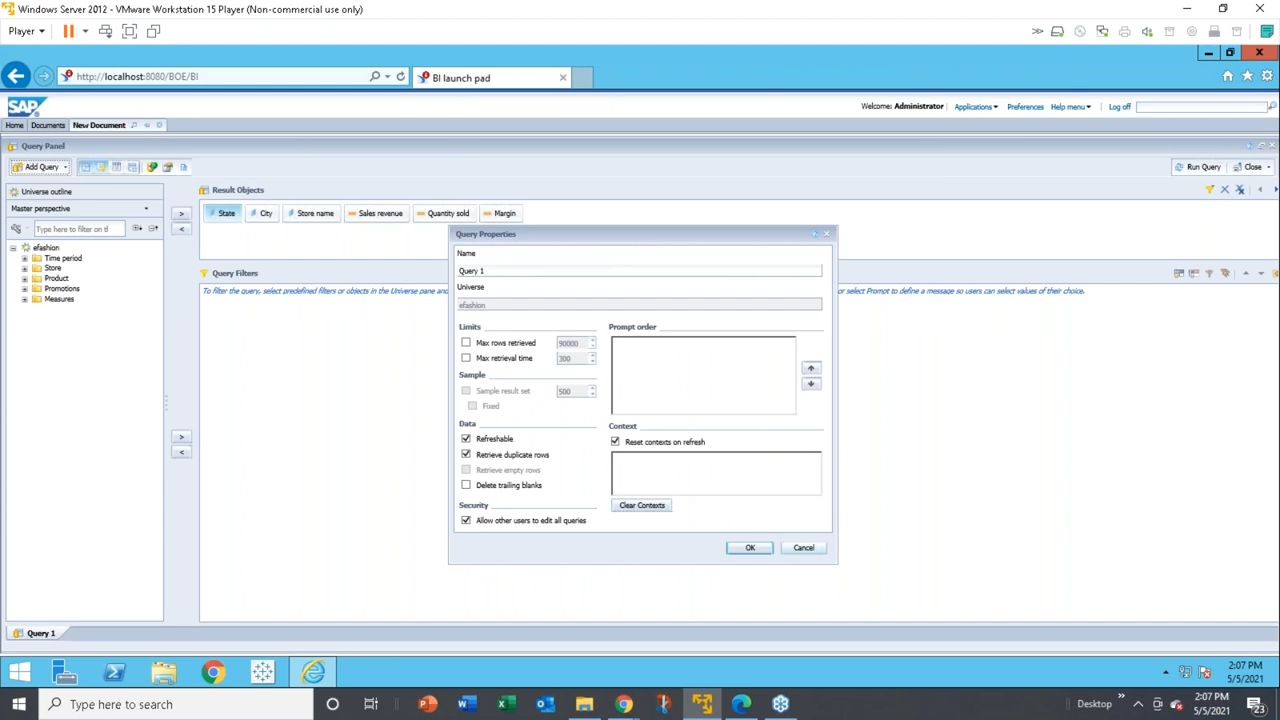 Windows Server 2012 - VMware Workstation 15 Player (Non-commercial use only)
Player
http://localhost:8080/BOE/BI
BI launch pad
SAP
Welcome: Administrator
Applications
Preferences
Help menu
Log off
Home
Documents
New Document
Query Panel
Add Query
Run Query
Close
Universe outline
Result Objects
Master perspective
State
City
Store name
Sales revenue
Quantity sold
Margin
Type here to filter on tl
efashion
Time period
Store
Product
Promotions
Measures
Query Filters
To filter the query, select predefined filters or objects in the Universe pane and
or select Prompt to define a message so users can select values of their choice.
Query Properties
Name
Query 1
Universe
efashion
Limits
Prompt order
Max rows retrieved
90000
Max retrieval time
300
Sample
Sample result set
500
Fixed
Data
Context
Refreshable
Reset contexts on refresh
Retrieve duplicate rows
Retrieve empty rows
Delete trailing blanks
Security
Clear Contexts
Allow other users to edit all queries
OK
Cancel
Query 1
2:07 PM
5/5/2021
Type here to search
Desktop
2:07 PM
5/5/2021
23